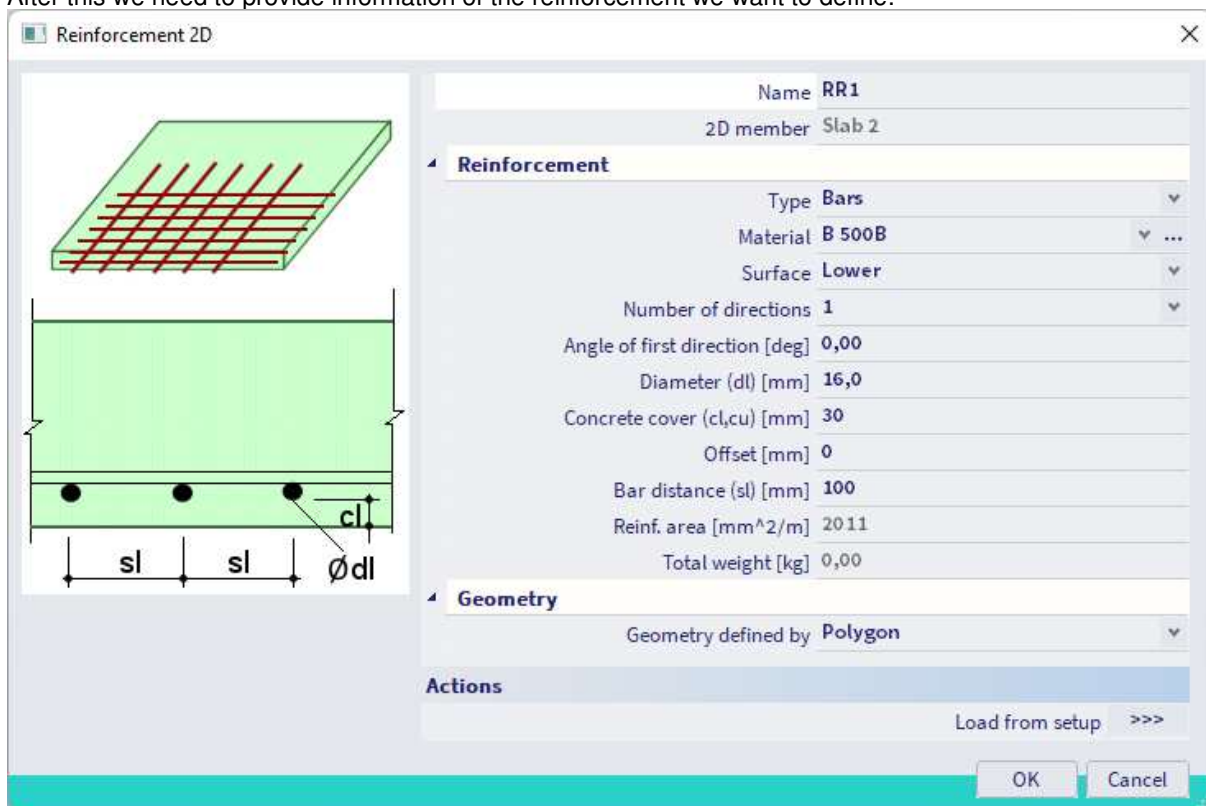 After this we need to provide information of the reinforcement we want to define:
Reinforcement 2D
Name RR1
2D member Slab 2
Reinforcement
Type Bars
Material B 500B ...
Surface Lower
Number of directions 1
Angle of first direction [deg] 0,00
Diameter (dl) [mm] 16,0
Concrete cover (cl,cu) [mm] 30
Offset [mm] 0
Bar distance (sl) [mm] 100
Reinf. area [mm^2/m] 2011
Total weight [kg] 0,00
Geometry
Geometry defined by Polygon
Actions
Load from setup >>>
OK Cancel
cl
sl sl Ødl